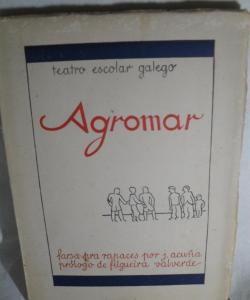 teatro escolar galego
Agromar
farsa pra rapaces por j. acuña
prólogo de filgueira valverde